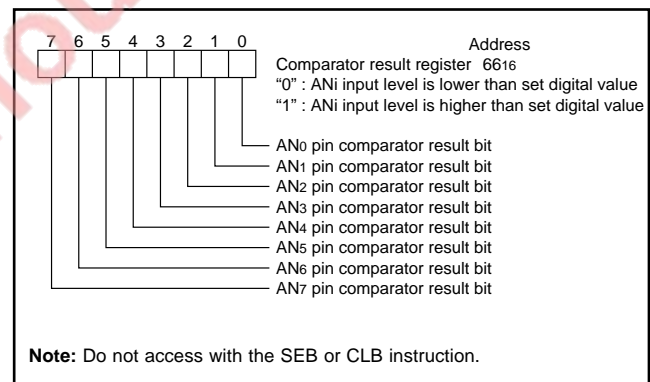 7 6 5 4 3 2 1 0
Address
Comparator result register 6616
“0” : ANi input level is lower than set digital value
“1” : ANi input level is higher than set digital value
AN0 pin comparator result bit
AN1 pin comparator result bit
AN2 pin comparator result bit
AN3 pin comparator result bit
AN4 pin comparator result bit
AN5 pin comparator result bit
AN6 pin comparator result bit
AN7 pin comparator result bit
Note: Do not access with the SEB or CLB instruction.